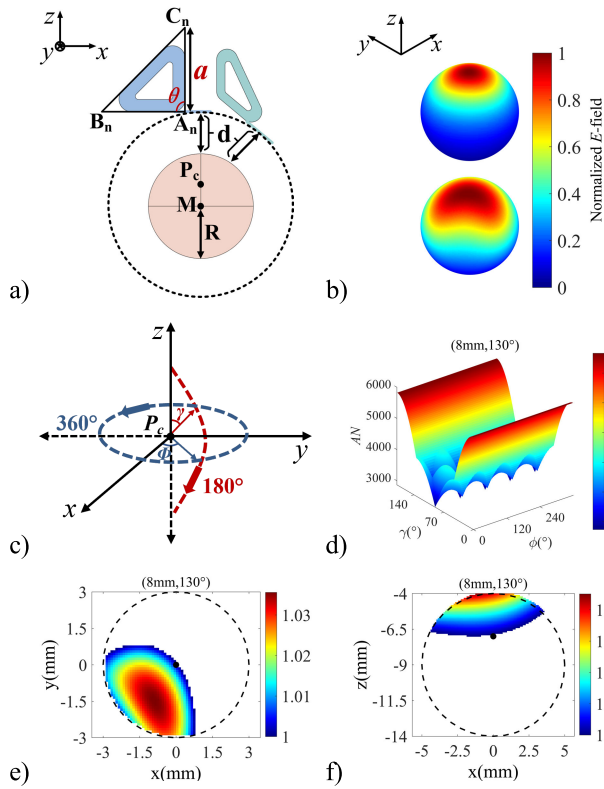 z
y
x
C_n
a
θ
B_n
A_n
d
P_c
M
R
a)
z
y
x
1
0.8
0.6
0.4
0.2
0
Normalized E-field
b)
z
360°
P_c
γ
Φ
y
x
180°
c)
(8mm,130°)
6000
5000
4000
3000
AN
140
70
0
γ(°)
0
120
240
ϕ(°)
d)
(8mm,130°)
3
1.5
0
-1.5
-3
y(mm)
-3 -1.5 0 1.5 3
x(mm)
1.03
1.02
1.01
1
e)
(8mm,130°)
-4
-6.5
-9
-11.5
-14
z(mm)
-5 -2.5 0 2.5 5
x(mm)
1
1
1
1
1
1
f)